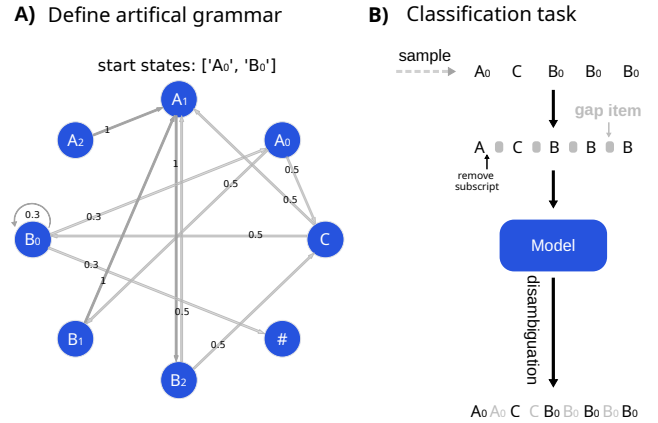 A) Define artifical grammar
start states: ['A₀', 'B₀']
A₁
A₂
A₀
1
1
0.5
0.5
0.3
0.3
B₀
0.5
C
0.3
1
0.5
0.5
B₁
#
B₂
B) Classification task
sample
A₀ C B₀ B₀ B₀
gap item
A C B B B
remove
subscript
Model
disambiguation
A₀ A₀ C C B₀ B₀ B₀ B₀ B₀